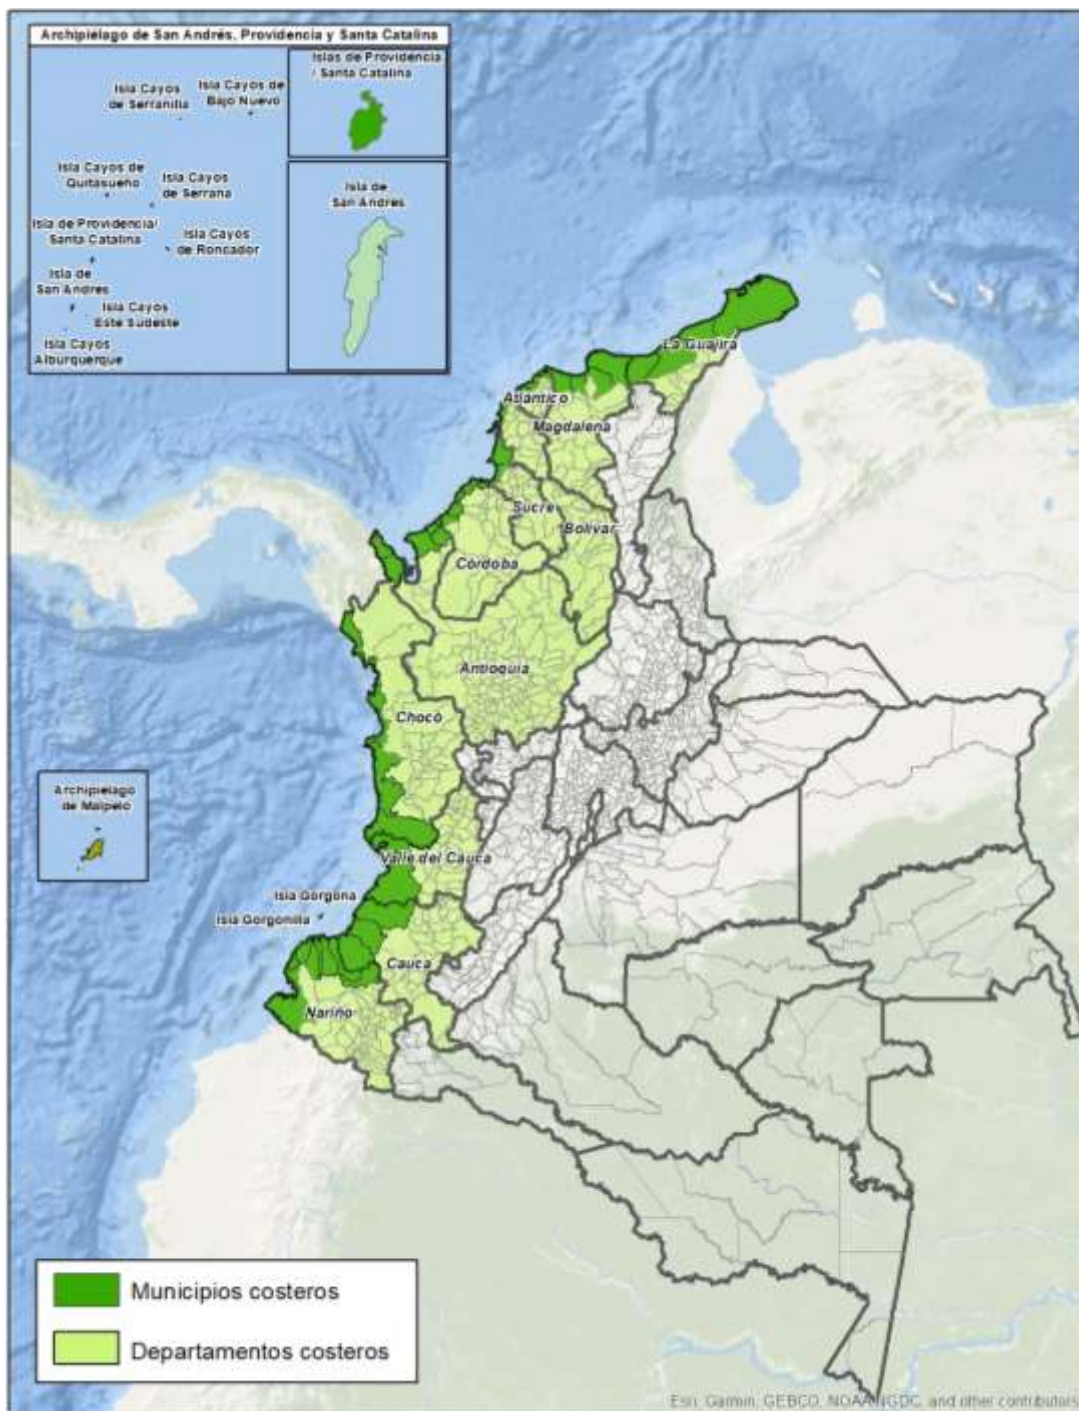 Archipiélago de San Andrés, Providencia y Santa Catalina
Islas de Providencia
/ Santa Catalina
Isla Cayos
de Serranilla
Isla Cayos de
Bajo Nuevo
Isla Cayos de
Quitasueño
Isla Cayos
de Serrana
Isla de
San Andres
Isla de Providencia/
Santa Catalina
Isla Cayos
de Roncador
Isla de
San Andres
Isla Cayos
Este Sudeste
Isla Cayos
Alburquerque
La Guajira
Atlántico
Magdalena
Sucre
Bolívar
Córdoba
Antioquia
Chocó
Archipiélago
de Malpelo
Valle del Cauca
Isla Gorgona
Isla Gorgonilla
Cauca
Nariño
Municipios costeros
Departamentos costeros
Esri, Garmin, GEBCO, NOAA NGDC, and other contributors